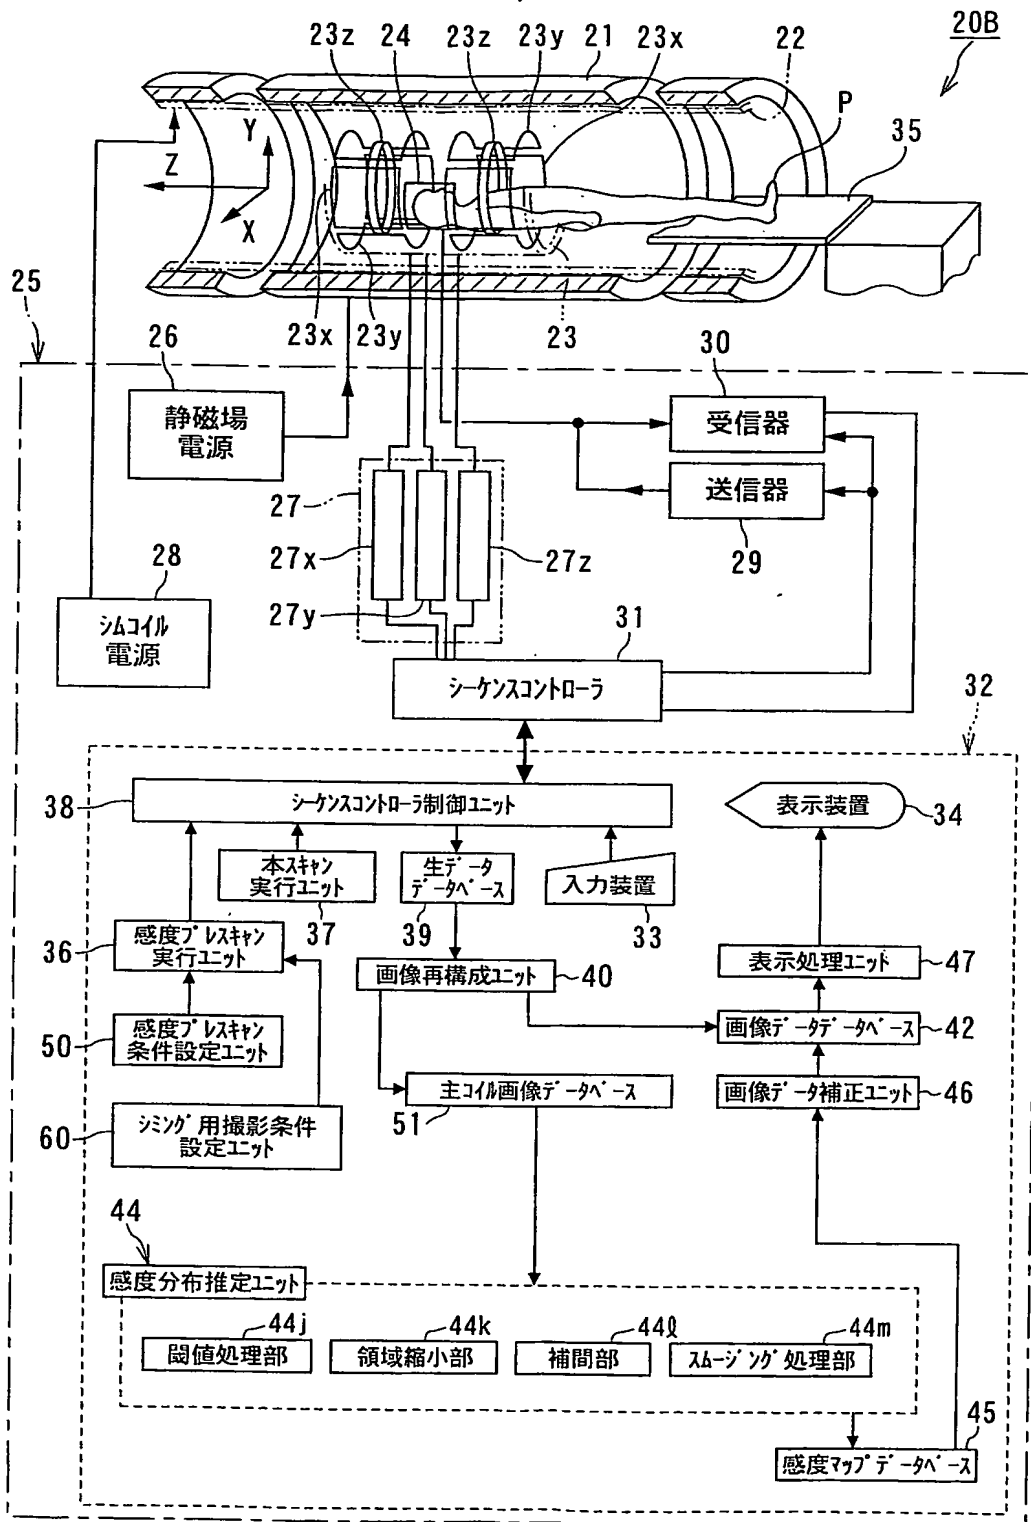 20B
23z 24 23z 23y 21 23x 22
P
35
Y
Z
X
25
23x 23y 23
26
静磁場
電源
30
受信器
送信器
29
27
27x
27z
27y
28
ｼﾑｺｲﾙ
電源
31
ｼｰｹﾝｽｺﾝﾄﾛｰﾗ
32
38
ｼｰｹﾝｽｺﾝﾄﾛｰﾗ制御ﾕﾆｯﾄ
表示装置
34
本ｽｷｬﾝ
実行ﾕﾆｯﾄ
37
生ﾃﾞｰﾀ
ﾃﾞｰﾀﾍﾞｰｽ
39
入力装置
33
36
感度ﾌﾟﾚｽｷｬﾝ
実行ﾕﾆｯﾄ
画像再構成ﾕﾆｯﾄ
40
表示処理ﾕﾆｯﾄ
47
50
感度ﾌﾟﾚｽｷｬﾝ
条件設定ﾕﾆｯﾄ
画像ﾃﾞｰﾀﾃﾞｰﾀﾍﾞｰｽ
42
主ｺｲﾙ画像ﾃﾞｰﾀﾍﾞｰｽ
51
画像ﾃﾞｰﾀ補正ﾕﾆｯﾄ
46
60
ｼﾐﾝｸﾞ用撮影条件
設定ﾕﾆｯﾄ
44
感度分布推定ﾕﾆｯﾄ
44j
閾値処理部
44k
領域縮小部
44l
補間部
44m
ｽﾑｰｼﾞﾝｸﾞ処理部
45
感度ﾏｯﾌﾟﾃﾞｰﾀﾍﾞｰｽ